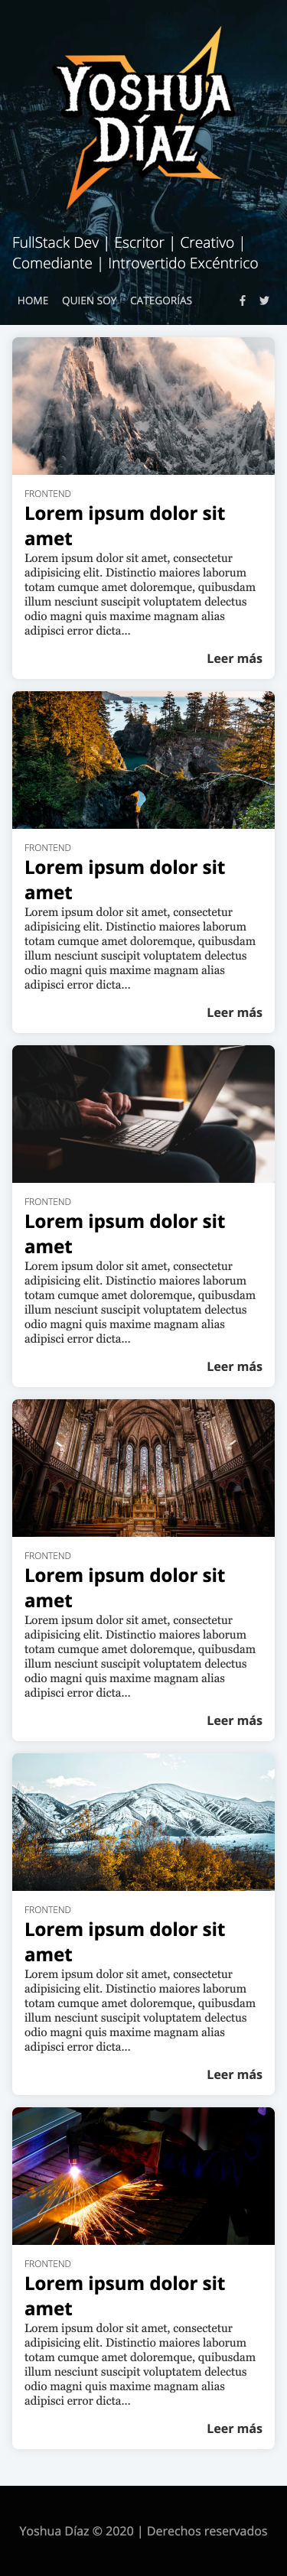 YOSHUA
DÍAZ
FullStack Dev | Escritor | Creativo |
Comediante | Introvertido Excéntrico
HOME QUIEN SOY CATEGORÍAS
FRONTEND
Lorem ipsum dolor sit
amet
Lorem ipsum dolor sit amet, consectetur
adipisicing elit. Distinctio maiores laborum
totam cumque amet doloremque, quibusdam
illum nesciunt suscipit voluptatem delectus
odio magni quis maxime magnam alias
adipisci error dicta...
Leer más
FRONTEND
Lorem ipsum dolor sit
amet
Lorem ipsum dolor sit amet, consectetur
adipisicing elit. Distinctio maiores laborum
totam cumque amet doloremque, quibusdam
illum nesciunt suscipit voluptatem delectus
odio magni quis maxime magnam alias
adipisci error dicta...
Leer más
FRONTEND
Lorem ipsum dolor sit
amet
Lorem ipsum dolor sit amet, consectetur
adipisicing elit. Distinctio maiores laborum
totam cumque amet doloremque, quibusdam
illum nesciunt suscipit voluptatem delectus
odio magni quis maxime magnam alias
adipisci error dicta...
Leer más
FRONTEND
Lorem ipsum dolor sit
amet
Lorem ipsum dolor sit amet, consectetur
adipisicing elit. Distinctio maiores laborum
totam cumque amet doloremque, quibusdam
illum nesciunt suscipit voluptatem delectus
odio magni quis maxime magnam alias
adipisci error dicta...
Leer más
FRONTEND
Lorem ipsum dolor sit
amet
Lorem ipsum dolor sit amet, consectetur
adipisicing elit. Distinctio maiores laborum
totam cumque amet doloremque, quibusdam
illum nesciunt suscipit voluptatem delectus
odio magni quis maxime magnam alias
adipisci error dicta...
Leer más
FRONTEND
Lorem ipsum dolor sit
amet
Lorem ipsum dolor sit amet, consectetur
adipisicing elit. Distinctio maiores laborum
totam cumque amet doloremque, quibusdam
illum nesciunt suscipit voluptatem delectus
odio magni quis maxime magnam alias
adipisci error dicta...
Leer más
Yoshua Díaz © 2020 | Derechos reservados